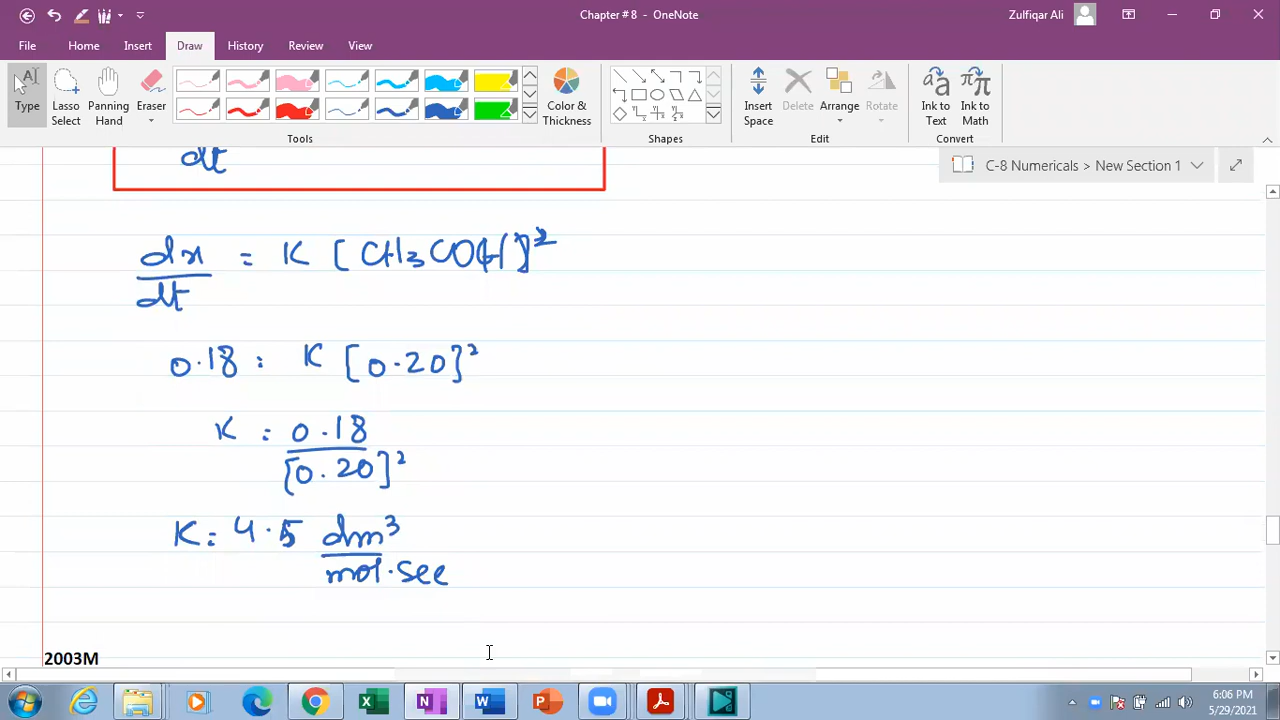 Chapter # 8 - OneNote
Zulfiqar Ali
File Home Insert Draw History Review View
Type
Lasso Select
Panning Hand
Eraser
Color & Thickness
Insert Space
Delete
Arrange
Rotate
Ink to Text
Ink to Math
Tools
Shapes
Edit
Convert
C-8 Numericals > New Section 1
dt
dx/dt = K [CH3COH]²
0.18 = K [0.20]²
K = 0.18/[0.20]²
K = 4.5 dm³/mol.sec
2003M
6:06 PM
5/29/2021